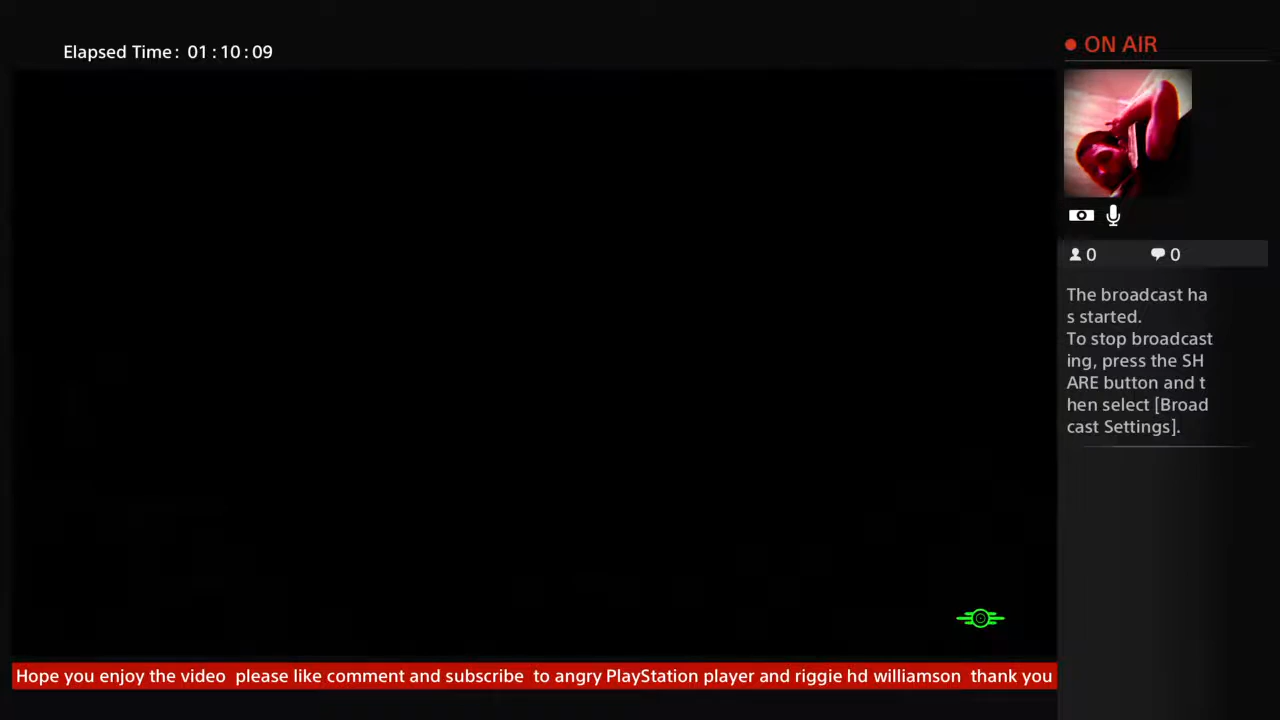 Elapsed Time: 01:10:09
ON AIR
0 0
The broadcast ha
s started.
To stop broadcast
ing, press the SH
ARE button and t
hen select [Broad
cast Settings].
Hope you enjoy the video  please like comment and subscribe  to angry PlayStation player and riggie hd williamson  thank you